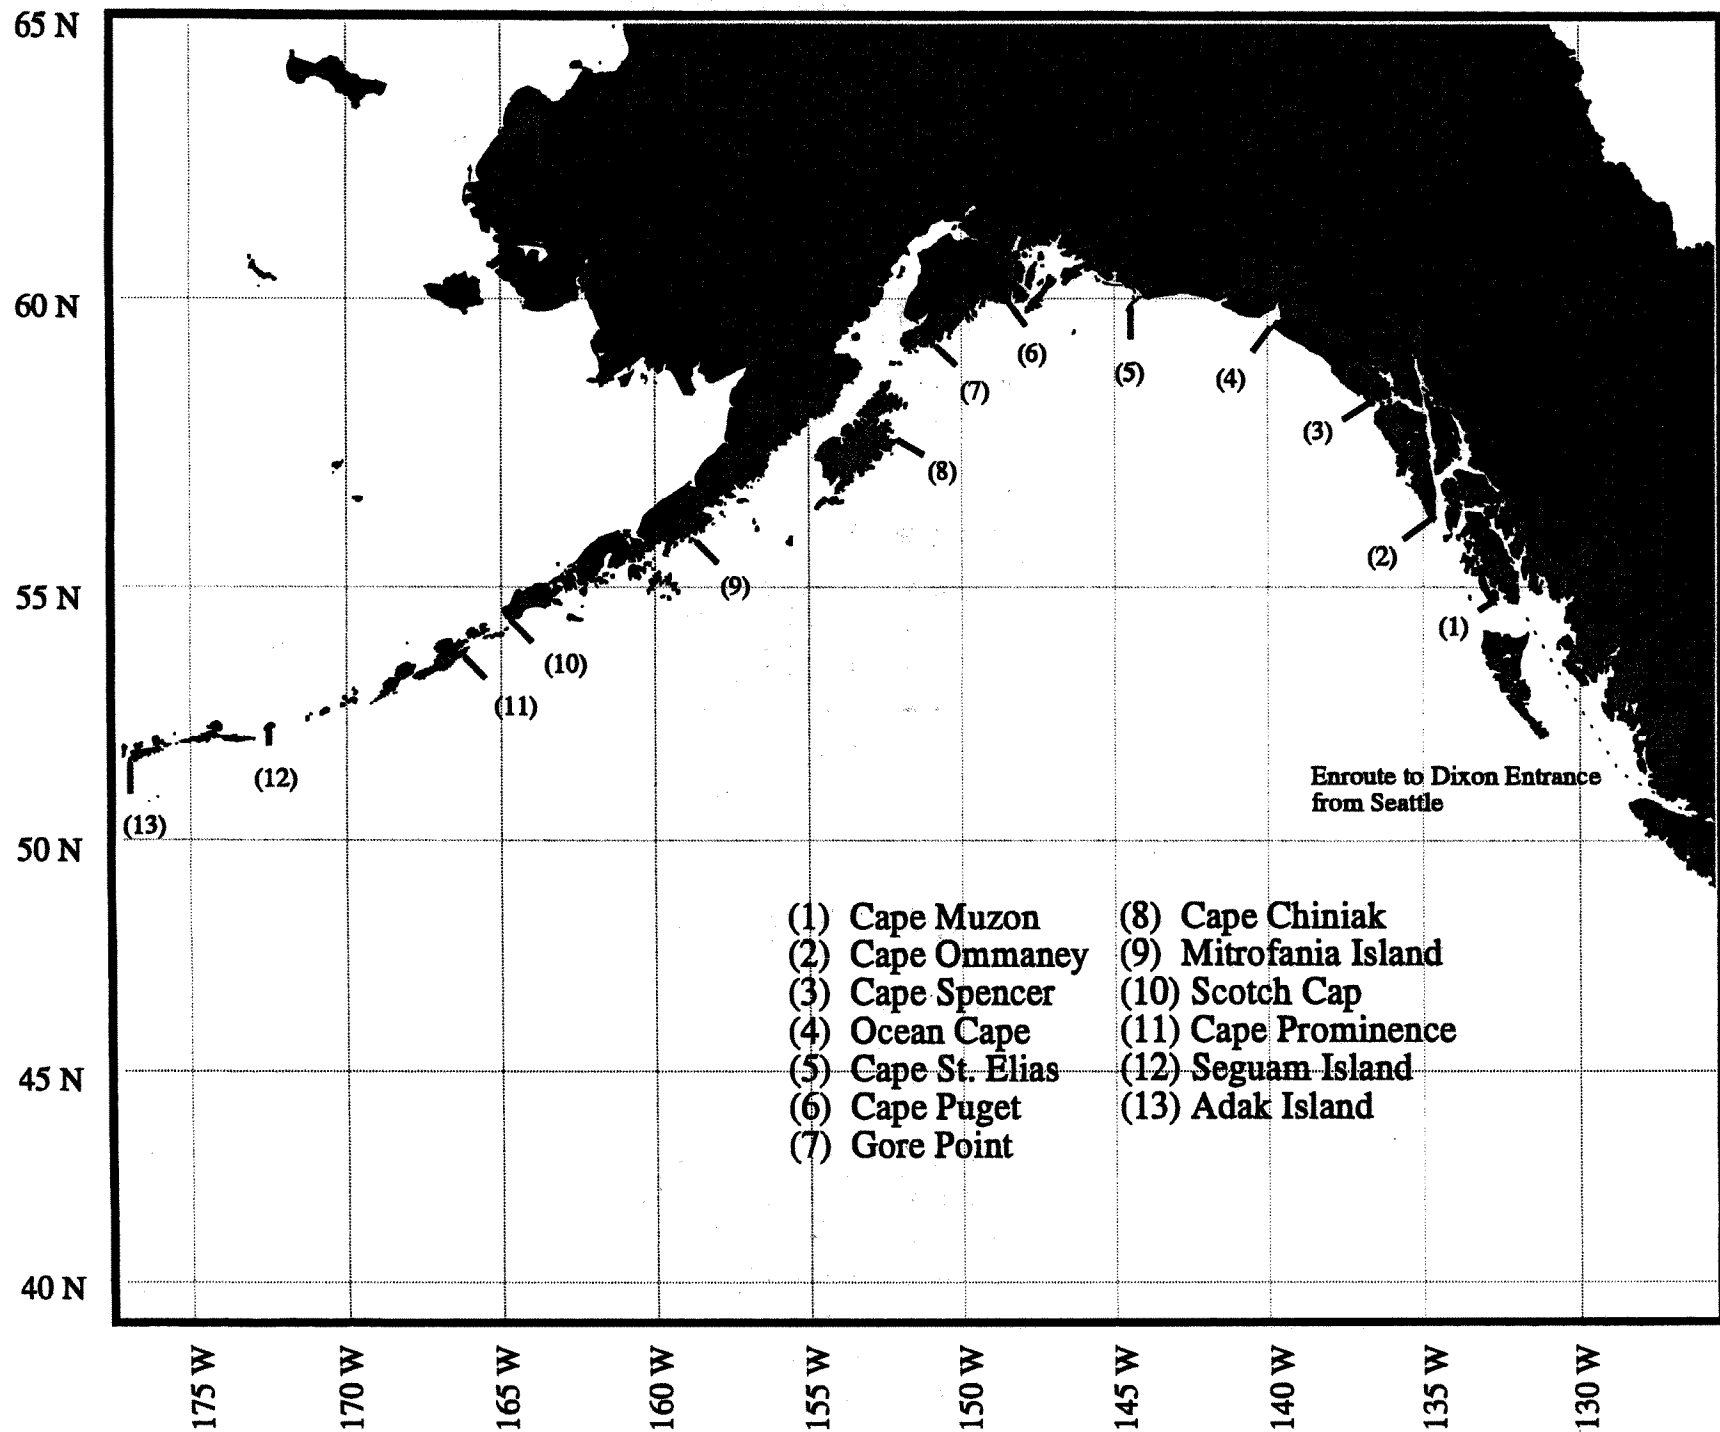 65 N
60 N
(6)
(5)
(4)
(7)
(3)
(8)
(2)
55 N
(9)
(1)
(10)
(11)
(12)
Enroute to Dixon Entrance
from Seattle
(13)
50 N
(1) Cape Muzon
(2) Cape Ommaney
(3) Cape Spencer
(4) Ocean Cape
(5) Cape St. Elias
(6) Cape Puget
(7) Gore Point
(8) Cape Chiniak
(9) Mitrofania Island
(10) Scotch Cap
(11) Cape Prominence
(12) Seguam Island
(13) Adak Island
45 N
40 N
175 W
170 W
165 W
160 W
155 W
150 W
145 W
140 W
135 W
130 W